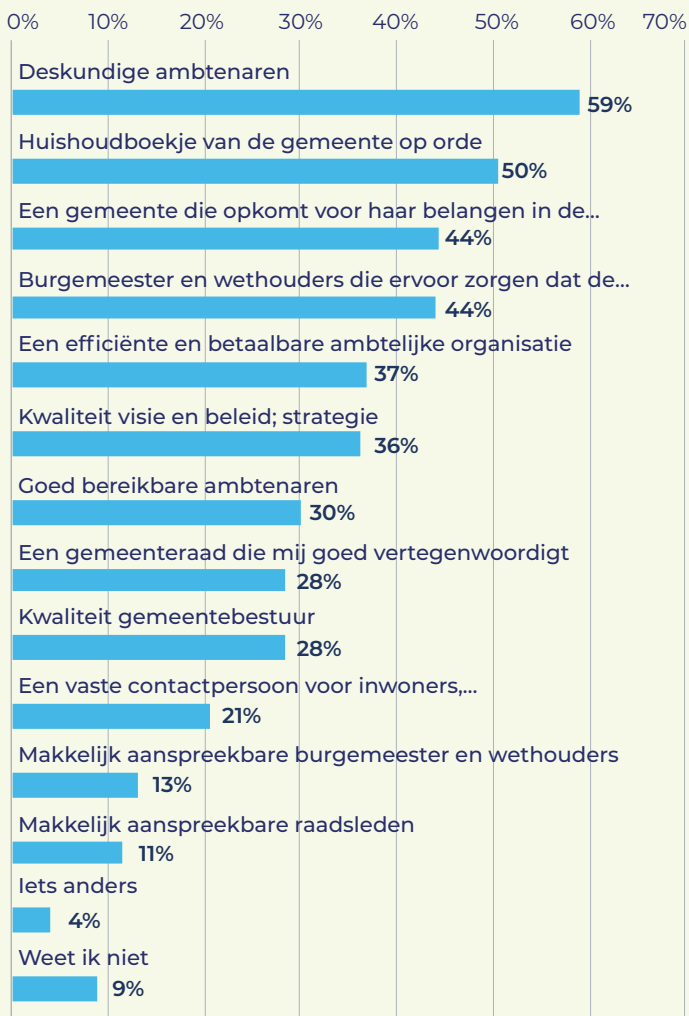 0% 10% 20% 30% 40% 50% 60% 70%
Deskundige ambtenaren
59%
Huishoudboekje van de gemeente op orde
50%
Een gemeente die opkomt voor haar belangen in de...
44%
Burgemeester en wethouders die ervoor zorgen dat de...
44%
Een efficiënte en betaalbare ambtelijke organisatie
37%
Kwaliteit visie en beleid; strategie
36%
Goed bereikbare ambtenaren
30%
Een gemeenteraad die mij goed vertegenwoordigt
28%
Kwaliteit gemeentebestuur
28%
Een vaste contactpersoon voor inwoners,...
21%
Makkelijk aanspreekbare burgemeester en wethouders
13%
Makkelijk aanspreekbare raadsleden
11%
Iets anders
4%
Weet ik niet
9%